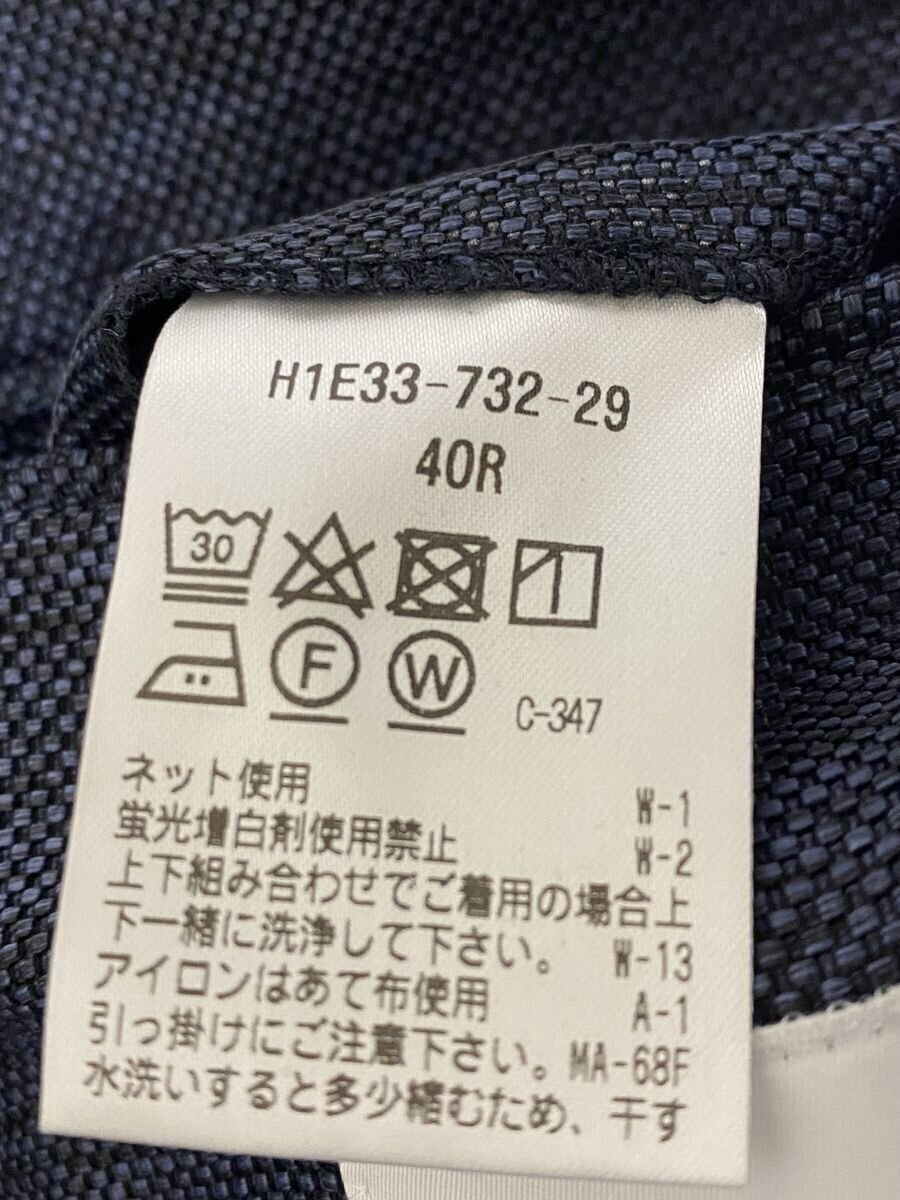 H1E33-732-29
40R
30
F W C-347
ネット使用 W-1
蛍光増白剤使用禁止 W-2
上下組み合わせでご着用の場合上
下一緒に洗浄して下さい。 W-13
アイロンはあて布使用 A-1
引っ掛けにご注意下さい。MA-68F
水洗いすると多少縮むため、干す